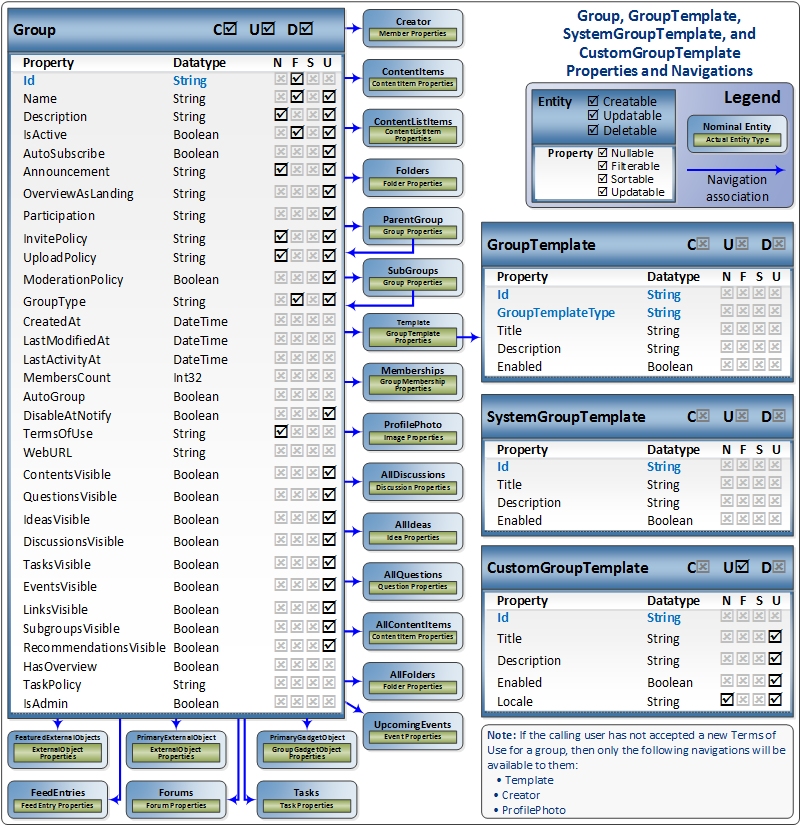 Group, GroupTemplate,
SystemGroupTemplate, and
CustomGroupTemplate
Properties and Navigations
Legend
Entity
Creatable
Updatable
Deletable
Property
Nullable
Filterable
Sortable
Updatable
Nominal Entity
Actual Entity Type
Navigation
association
Group C U D
Property Datatype N F S U
Id String
Name String
Description String
IsActive Boolean
AutoSubscribe Boolean
Announcement String
OverviewAsLanding String
Participation String
InvitePolicy String
UploadPolicy String
ModerationPolicy Boolean
GroupType String
CreatedAt DateTime
LastModifiedAt DateTime
LastActivityAt DateTime
MembersCount Int32
AutoGroup Boolean
DisableAtNotify Boolean
TermsOfUse String
WebURL String
ContentsVisible Boolean
QuestionsVisible Boolean
IdeasVisible Boolean
DiscussionsVisible Boolean
TasksVisible Boolean
EventsVisible Boolean
LinksVisible Boolean
SubgroupsVisible Boolean
RecommendationsVisible Boolean
HasOverview Boolean
TaskPolicy String
IsAdmin Boolean
Creator
Member Properties
ContentItems
ContentItem Properties
ContentListItems
ContentListItem
Properties
Folders
Folder Properties
ParentGroup
Group Properties
SubGroups
Group Properties
Template
GroupTemplate
Properties
Memberships
GroupMembership
Properties
ProfilePhoto
Image Properties
AllDiscussions
Discussion Properties
AllIdeas
Idea Properties
AllQuestions
Question Properties
AllContentItems
ContentItem Properties
AllFolders
Folder Properties
UpcomingEvents
Event Properties
FeaturedExternalObjects
ExternalObject
Properties
PrimaryExternalObject
ExternalObject
Properties
PrimaryGadgetObject
GroupGadgetObject
Properties
FeedEntries
Feed Entry Properties
Forums
Forum Properties
Tasks
Task Properties
GroupTemplate C U D
Property Datatype N F S U
Id String
GroupTemplateType String
Title String
Description String
Enabled Boolean
SystemGroupTemplate C U D
Property Datatype N F S U
Id String
Title String
Description String
Enabled Boolean
CustomGroupTemplate C U D
Property Datatype N F S U
Id String
Title String
Description String
Enabled Boolean
Locale String
Note: If the calling user has not accepted a new Terms of
Use for a group, then only the following navigations will be
available to them:
• Template
• Creator
• ProfilePhoto